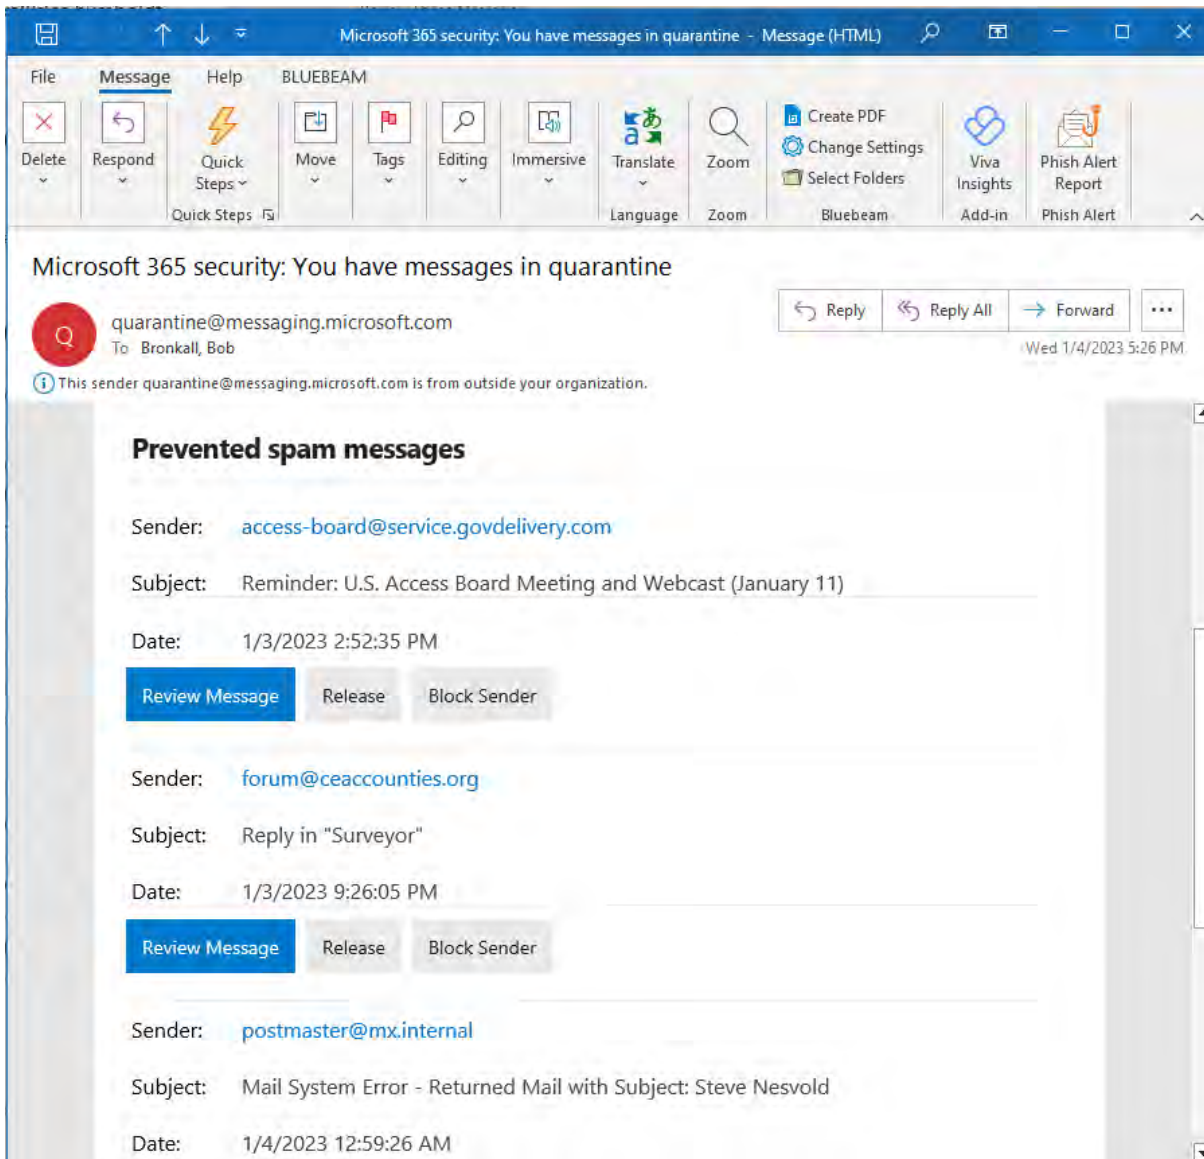 Microsoft 365 security: You have messages in quarantine - Message (HTML)
File Message Help BLUEBEAM
Delete
Respond
Quick
Steps
Move
Tags
Editing
Immersive
Translate
Zoom
Create PDF
Change Settings
Select Folders
Viva
Insights
Phish Alert
Report
Quick Steps
Language
Zoom
Bluebeam
Add-in
Phish Alert
Microsoft 365 security: You have messages in quarantine
Q
quarantine@messaging.microsoft.com
To Bronkall, Bob
Reply
Reply All
Forward
Wed 1/4/2023 5:26 PM
This sender quarantine@messaging.microsoft.com is from outside your organization.
Prevented spam messages
Sender: access-board@service.govdelivery.com
Subject: Reminder: U.S. Access Board Meeting and Webcast (January 11)
Date: 1/3/2023 2:52:35 PM
Review Message Release Block Sender
Sender: forum@ceaccounties.org
Subject: Reply in "Surveyor"
Date: 1/3/2023 9:26:05 PM
Review Message Release Block Sender
Sender: postmaster@mx.internal
Subject: Mail System Error - Returned Mail with Subject: Steve Nesvold
Date: 1/4/2023 12:59:26 AM